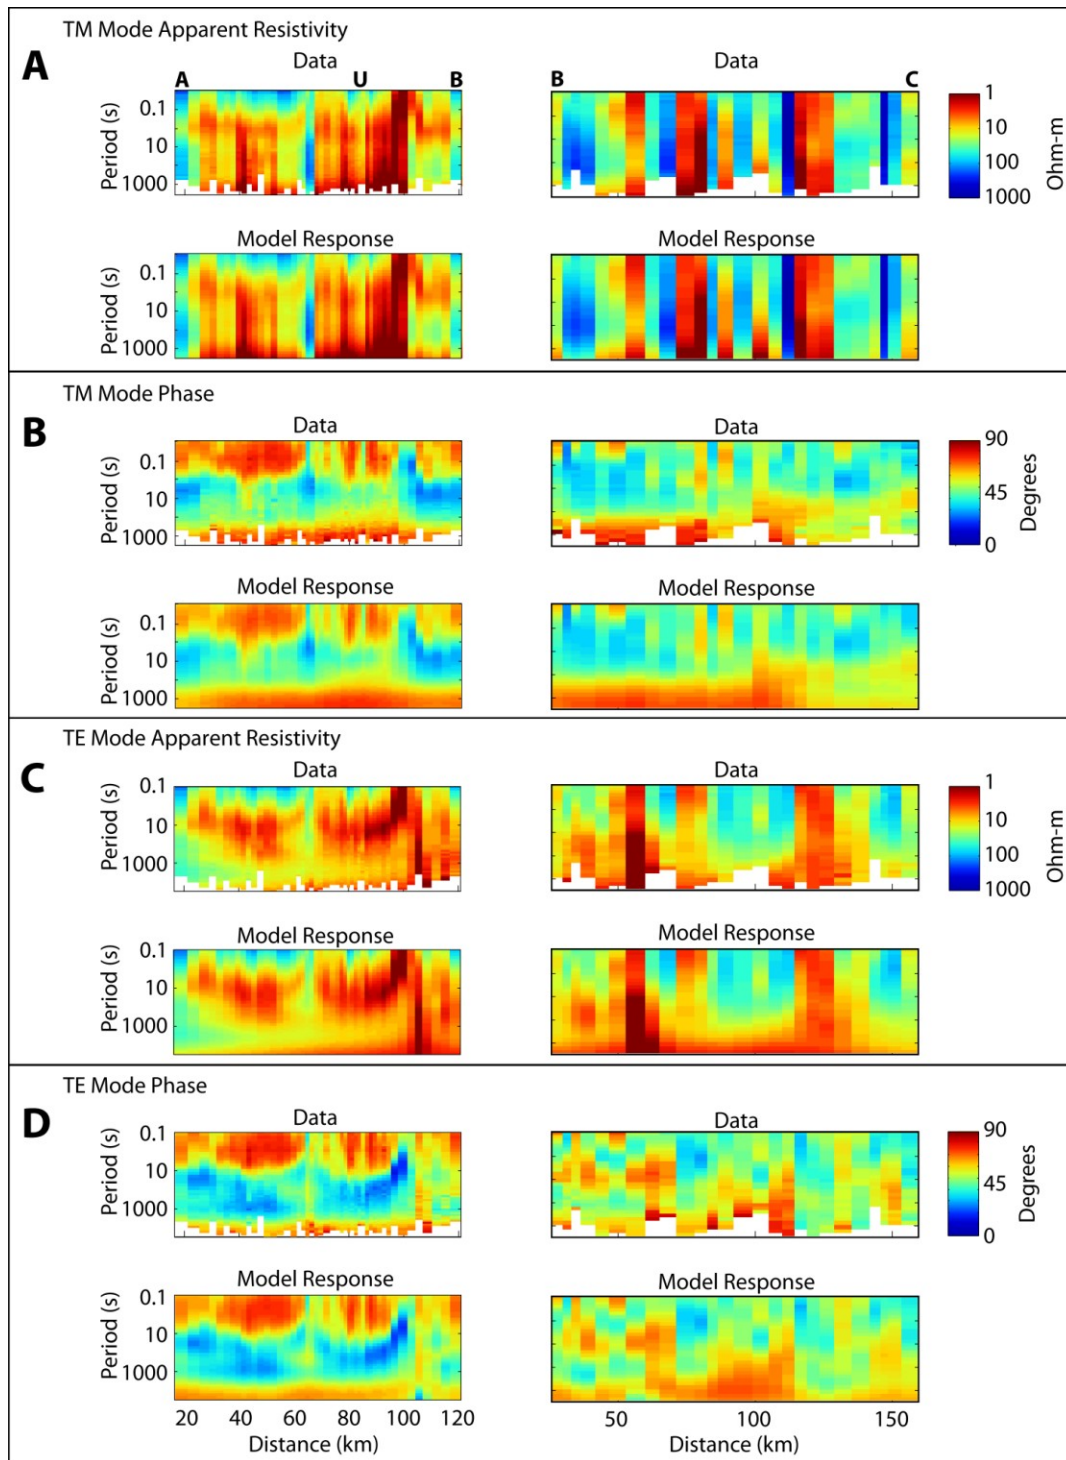 TM Mode Apparent Resistivity
A
Data
Data
A U B
B C
Period (s)
0.1
10
1000
1
10
100
1000
Ohm-m
Model Response
Model Response
Period (s)
0.1
10
1000
TM Mode Phase
B
Data
Data
Period (s)
0.1
10
1000
90
45
0
Degrees
Model Response
Model Response
Period (s)
0.1
10
1000
TE Mode Apparent Resistivity
C
Data
Data
Period (s)
0.1
10
1000
1
10
100
1000
Ohm-m
Model Response
Model Response
Period (s)
0.1
10
1000
TE Mode Phase
D
Data
Data
Period (s)
0.1
10
1000
90
45
0
Degrees
Model Response
Model Response
Period (s)
0.1
10
1000
20 40 60 80 100 120
50 100 150
Distance (km)
Distance (km)